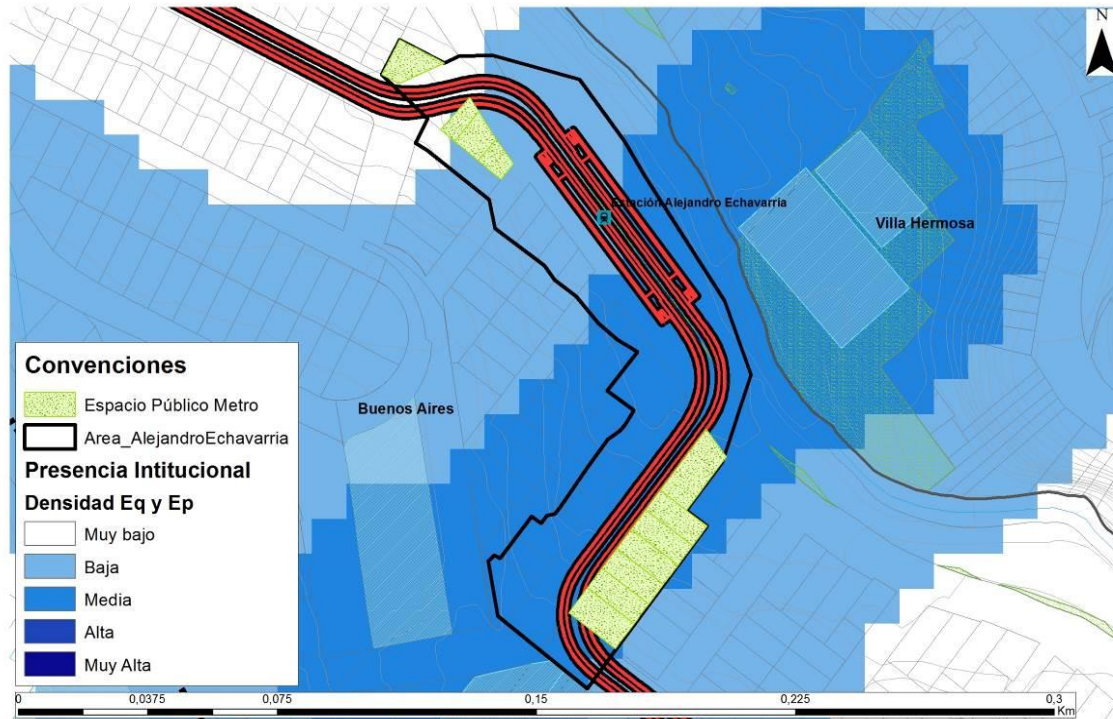 N
Estación Alejandro Echavarría
Villa Hermosa
Buenos Aires
Convenciones
Espacio Público Metro
Area_AlejandroEchavarria
Presencia Intitucional
Densidad Eq y Ep
Muy bajo
Baja
Media
Alta
Muy Alta
0 0,0375 0,075 0,15 0,225 0,3
Km